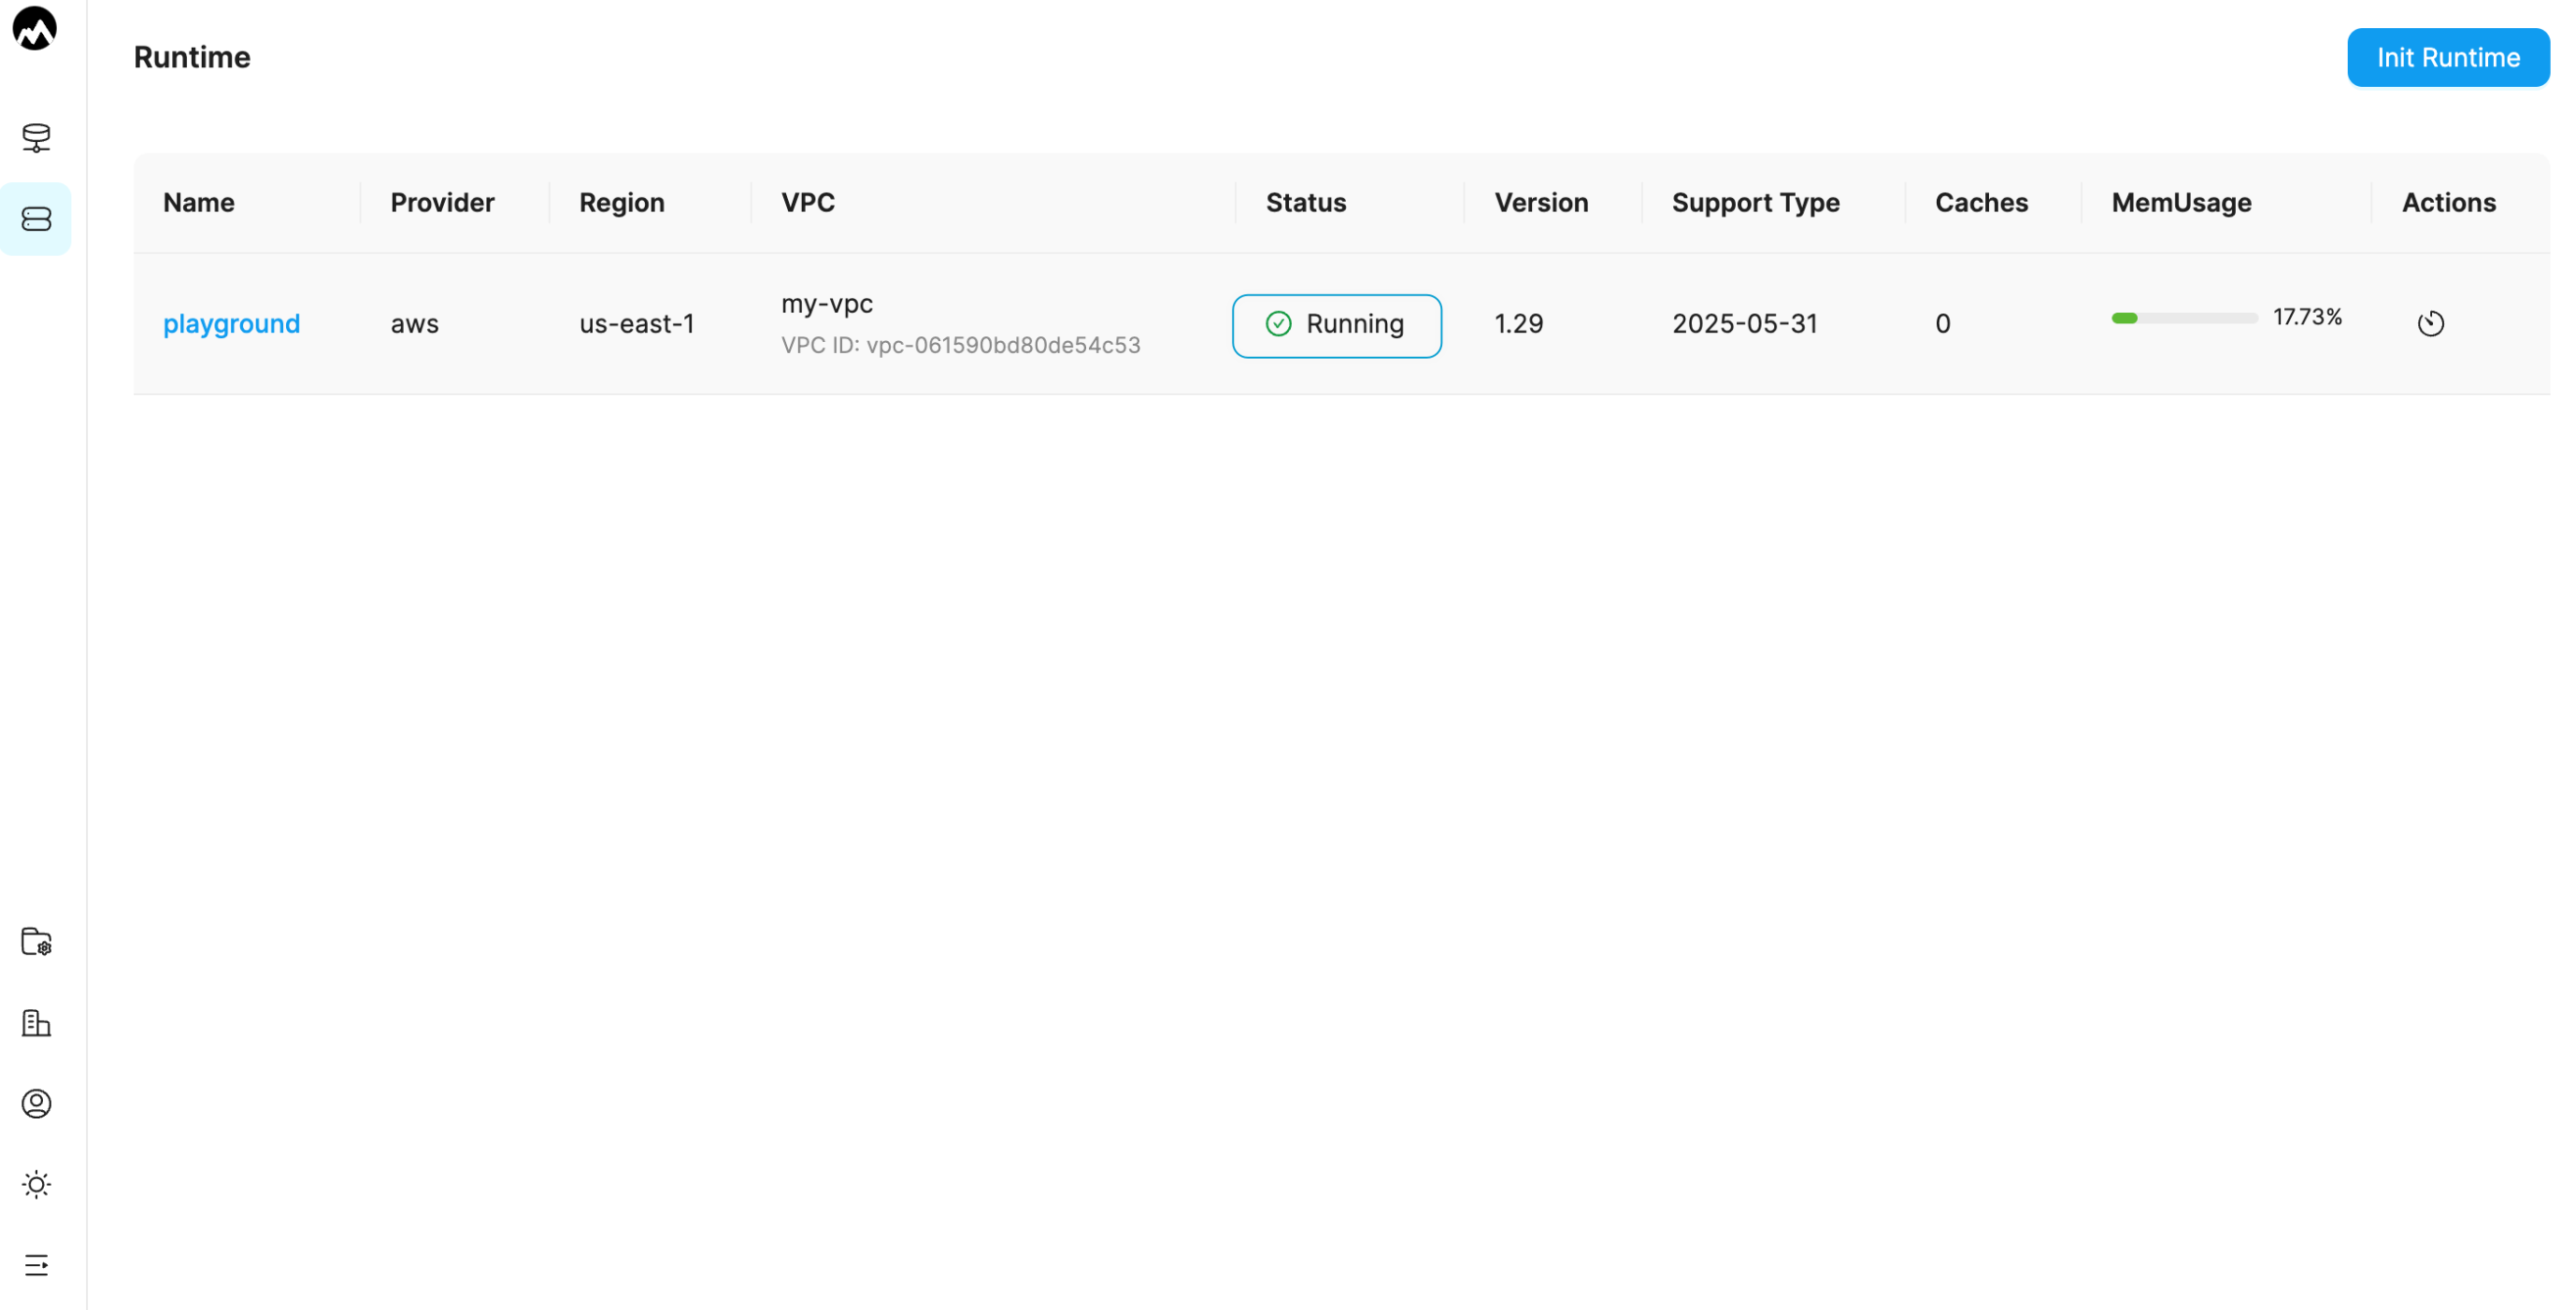 Runtime
Init Runtime
Name Provider Region VPC Status Version Support Type Caches MemUsage Actions
playground aws us-east-1 my-vpc Running 1.29 2025-05-31 0 17.73%
VPC ID: vpc-061590bd80de54c53